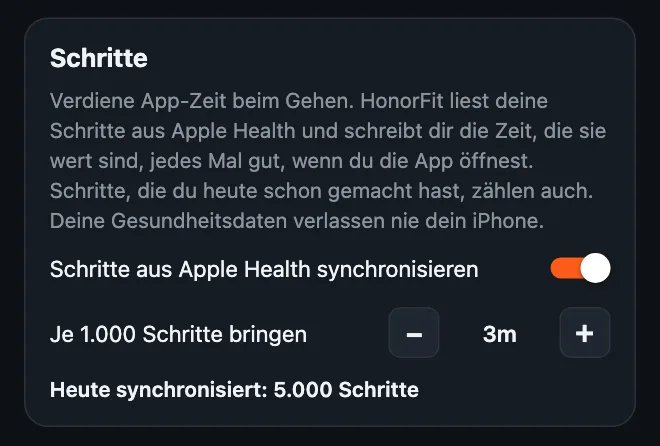 Schritte
Verdiene App-Zeit beim Gehen. HonorFit liest deine
Schritte aus Apple Health und schreibt dir die Zeit, die sie
wert sind, jedes Mal gut, wenn du die App öffnest.
Schritte, die du heute schon gemacht hast, zählen auch.
Deine Gesundheitsdaten verlassen nie dein iPhone.
Schritte aus Apple Health synchronisieren
Je 1.000 Schritte bringen − 3m +
Heute synchronisiert: 5.000 Schritte